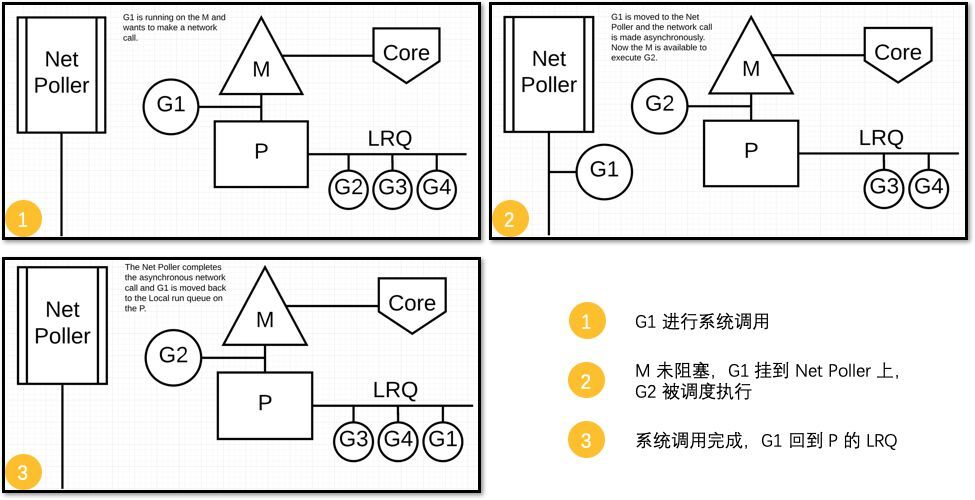 Net
Poller
G1 is running on the M and
wants to make a network
call.
M
Core
G1
P
LRQ
G2
G3
G4
1
Net
Poller
G1 is moved to the Net
Poller and the network call
is made asynchronously.
Now the M is available to
execute G2.
M
Core
G2
G1
P
LRQ
G3
G4
2
Net
Poller
The Net Poller completes
the asynchronous network
call and G1 is moved back
to the Local run queue on
the P.
M
Core
G2
P
LRQ
G3
G4
G1
3
1 G1 进行系统调用
2 M 未阻塞，G1 挂到 Net Poller 上，
G2 被调度执行
3 系统调用完成，G1 回到 P 的 LRQ